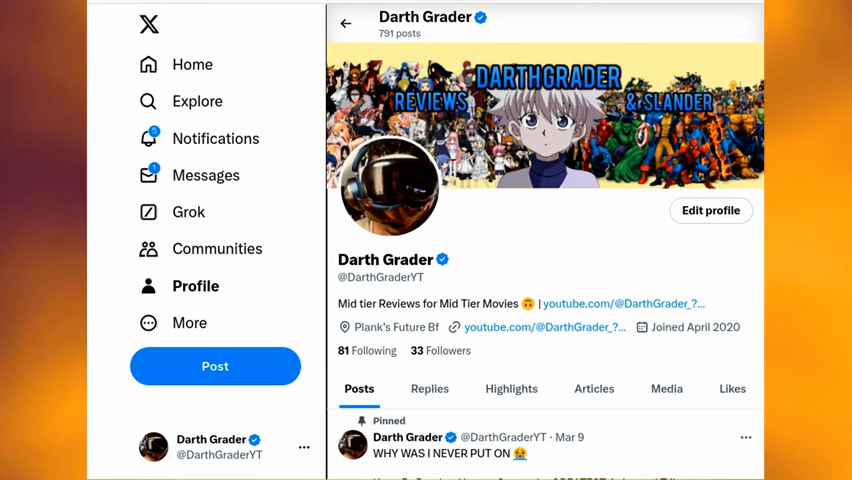 Darth Grader
791 posts
Home
Explore
5
Notifications
1
Messages
Grok
Communities
Profile
More
Post
Darth Grader
@DarthGraderYT
DARTHGRADER
REVIEWS
& SLANDER
Edit profile
Darth Grader
@DarthGraderYT
Mid tier Reviews for Mid Tier Movies 🙃 | youtube.com/@DarthGrader_?...
Plank's Future Bf youtube.com/@DarthGrader_?... Joined April 2020
81 Following 33 Followers
Posts Replies Highlights Articles Media Likes
Pinned
Darth Grader @DarthGraderYT · Mar 9
WHY WAS I NEVER PUT ON 😭